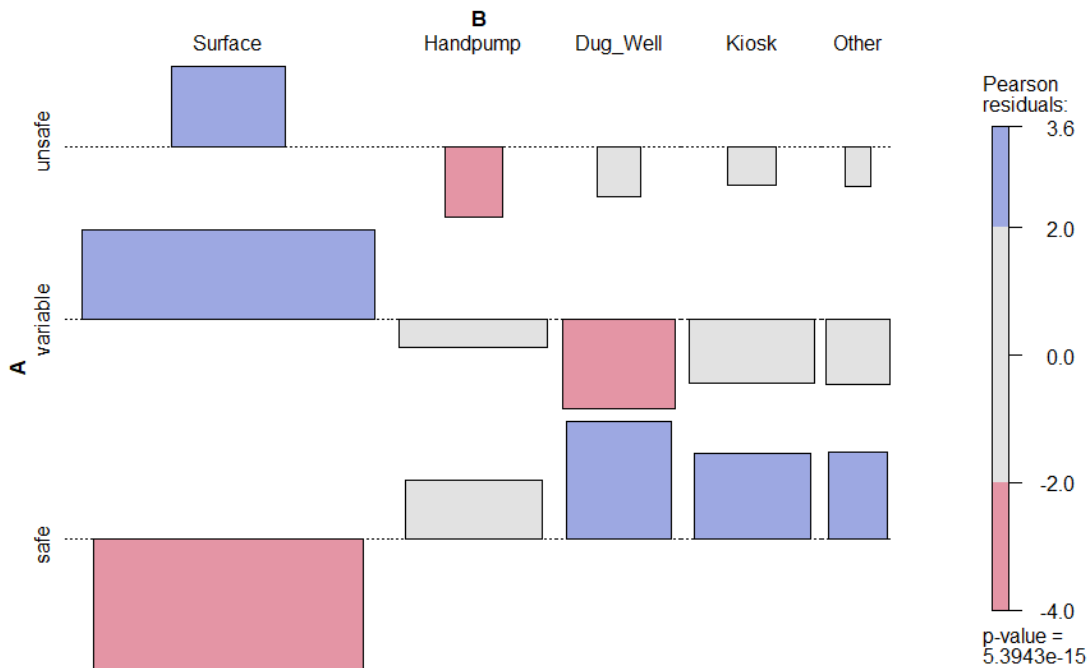 B
Surface Handpump Dug_Well Kiosk Other
A
unsafe
variable
safe
Pearson
residuals:
3.6
2.0
0.0
-2.0
-4.0
p-value =
5.3943e-15